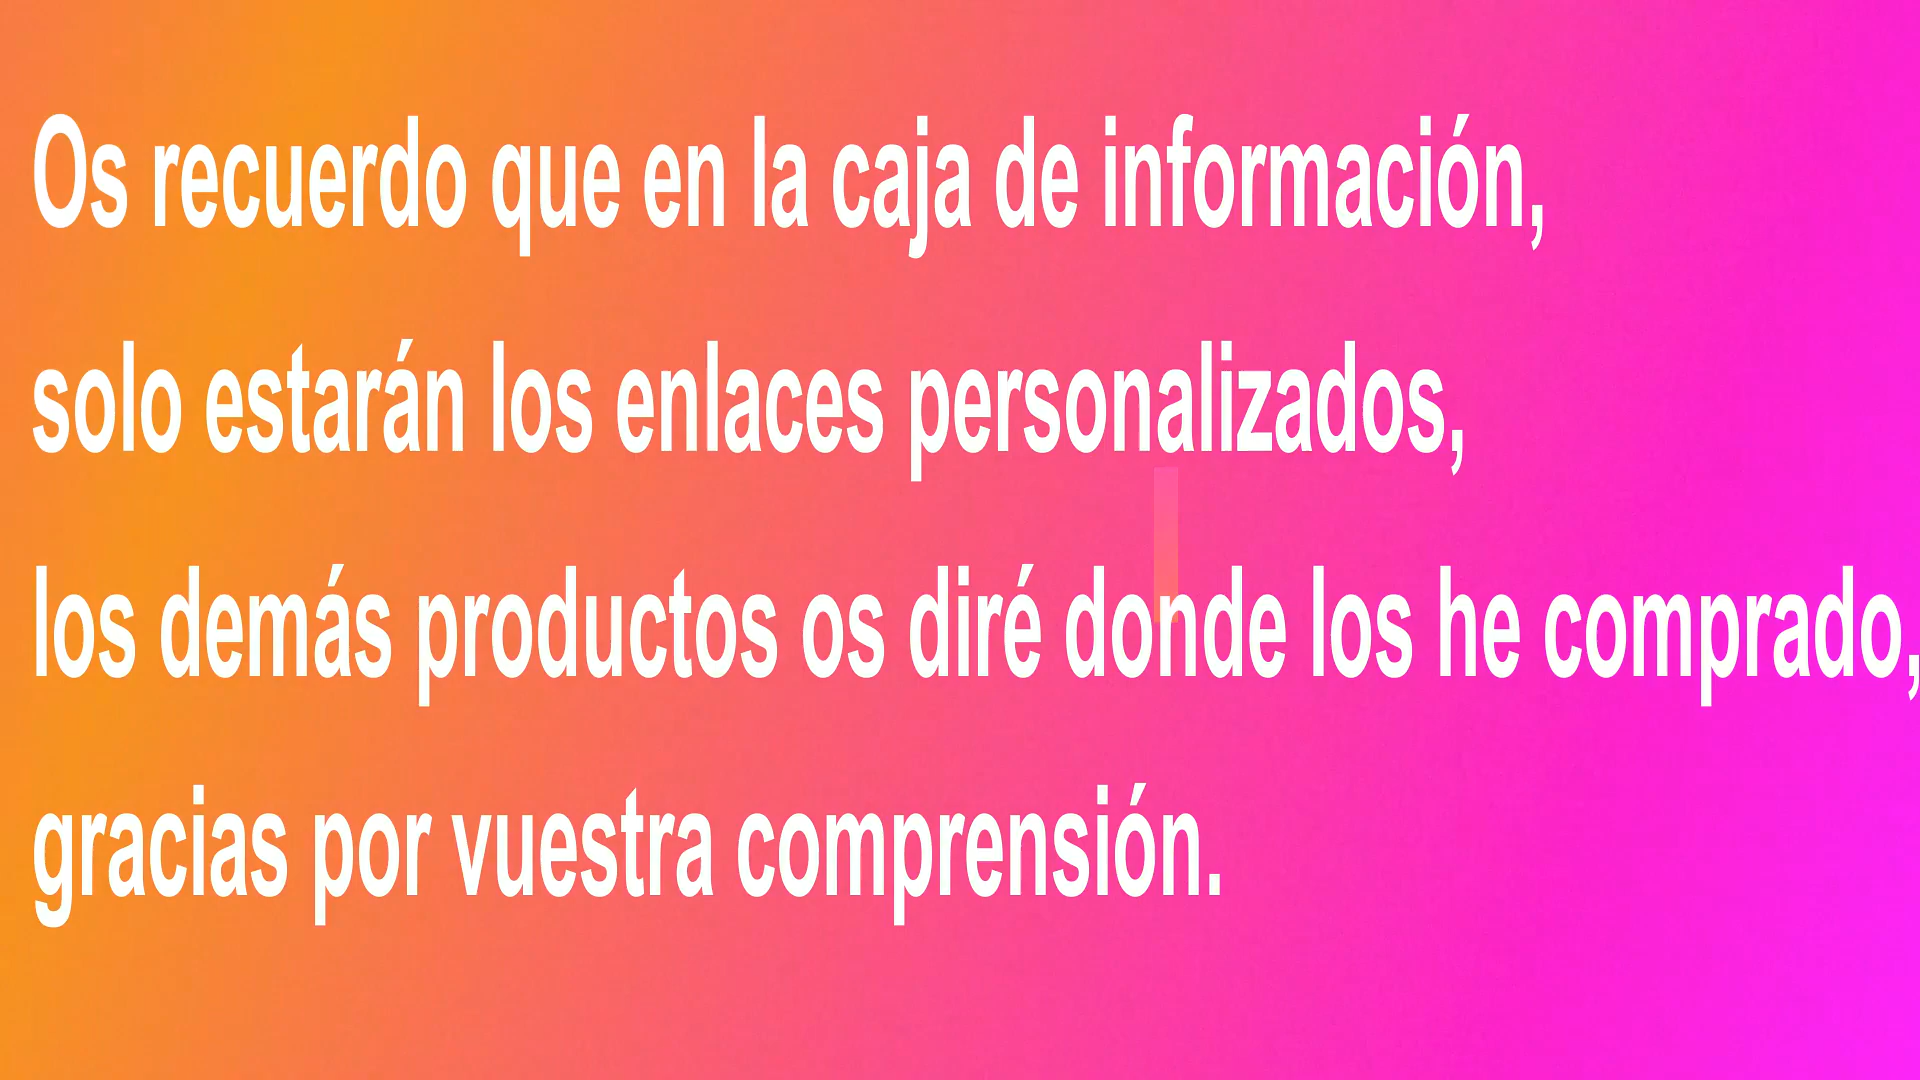 Os recuerdo que en la caja de información,
solo estarán los enlaces personalizados,
los demás productos os diré donde los he comprado,
gracias por vuestra comprensión.